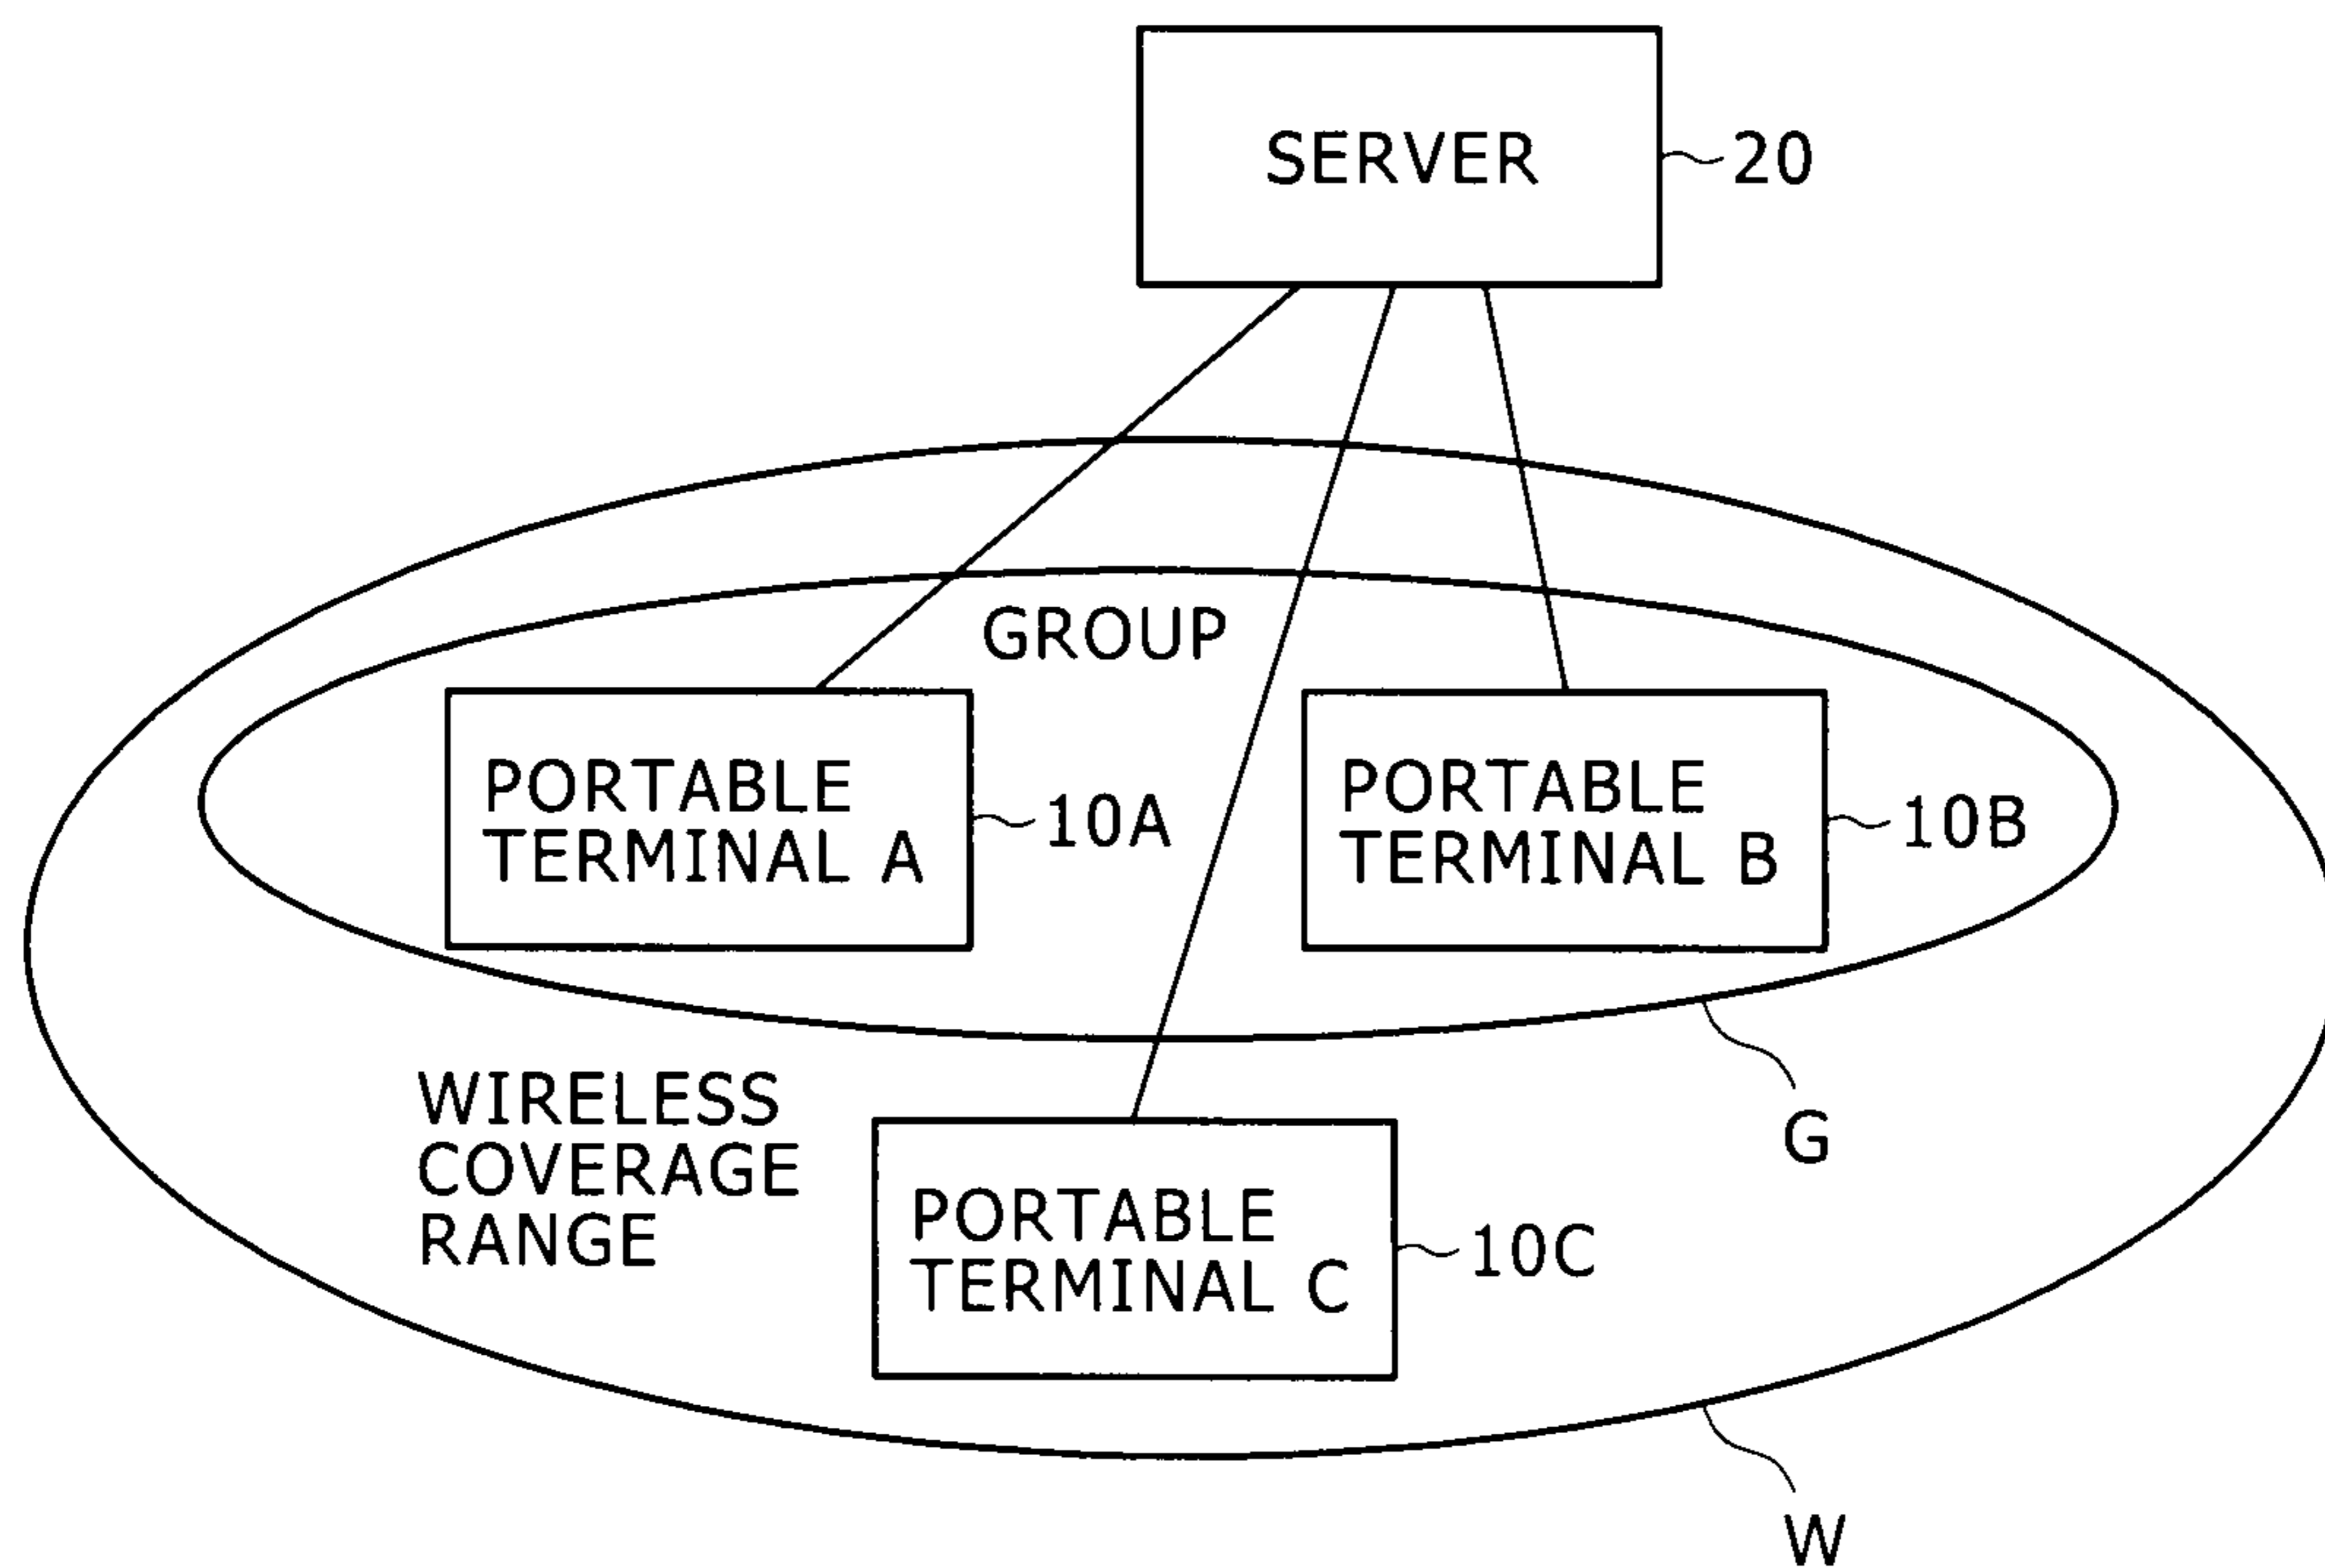 SERVER
20
GROUP
PORTABLE
TERMINAL A
10A
PORTABLE
TERMINAL B
10B
WIRELESS
COVERAGE
RANGE
G
PORTABLE
TERMINAL C
10C
W